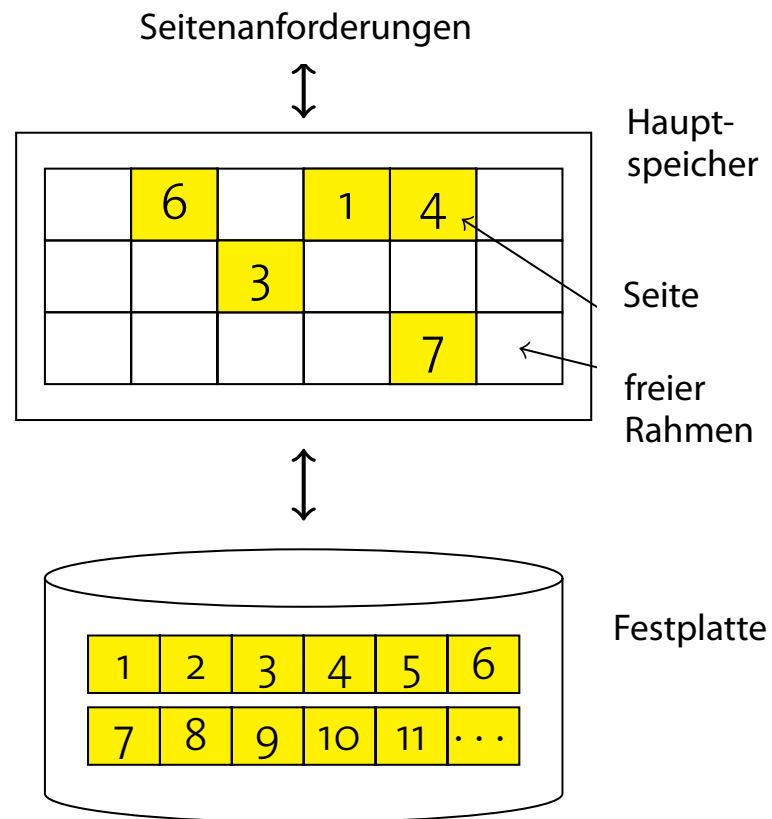 Seitenanforderungen
Haupt-
speicher
6 1 4
3
Seite
7
freier
Rahmen
Festplatte
1 2 3 4 5 6
7 8 9 10 11 ...